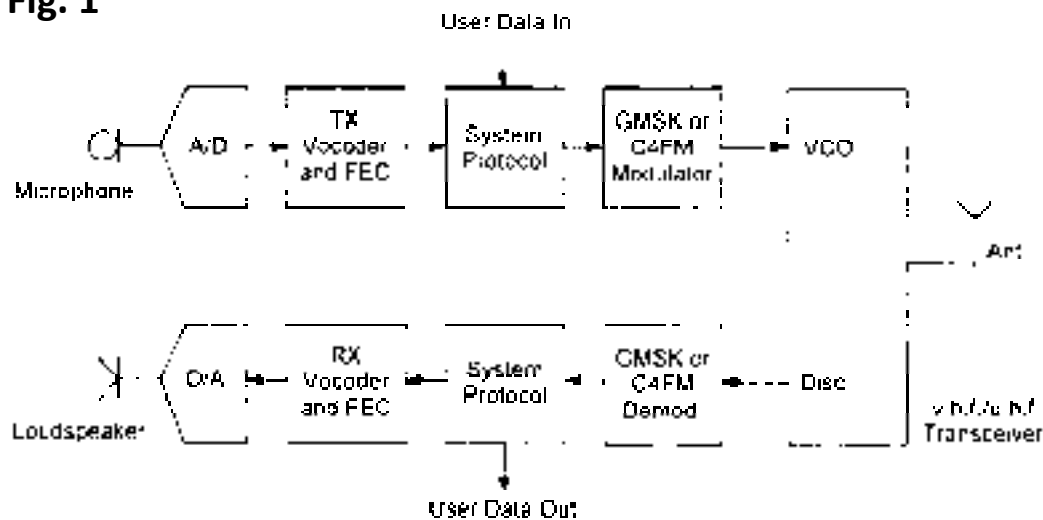 Fig. 1
User Data In
Microphone
A/D
TX
Vocoder
and FEC
System
Protocol
GMSK or
C4FM
Modulator
VCO
Ant
Loudspeaker
D/A
RX
Vocoder
and FEC
System
Protocol
GMSK or
C4FM
Demod
Disc
v.h.f./u.h.f
Transceiver
User Data Out